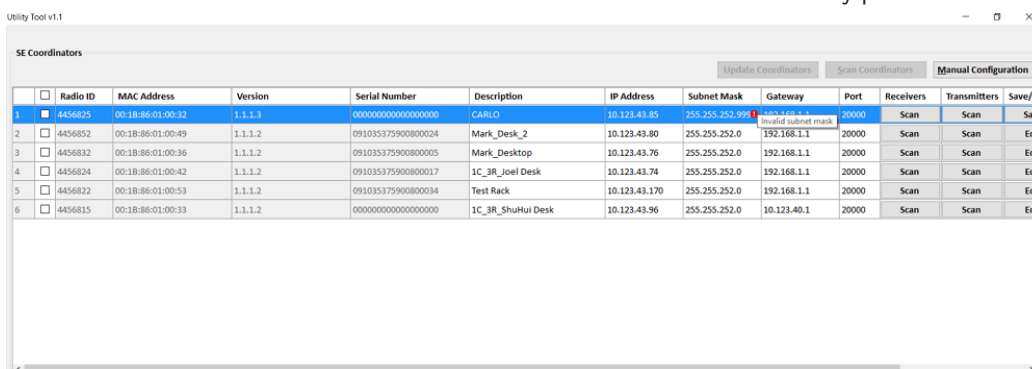 Utility Tool v1.1
SE Coordinators
Update Coordinators Scan Coordinators Manual Configuration
Radio ID MAC Address Version Serial Number Description IP Address Subnet Mask Gateway Port Receivers Transmitters Save/
1 4456825 00:1B:86:01:00:32 1.1.1.3 000000000000000000 CARLO 10.123.43.85 255.255.252.999 192.168.1.1 20000 Scan Scan Sa
Invalid subnet mask
2 4456852 00:1B:86:01:00:49 1.1.1.2 091035375900800024 Mark_Desk_2 10.123.43.80 255.255.252.0 192.168.1.1 20000 Scan Scan Ed
3 4456832 00:1B:86:01:00:36 1.1.1.2 091035375900800005 Mark_Desktop 10.123.43.76 255.255.252.0 192.168.1.1 20000 Scan Scan Ed
4 4456824 00:1B:86:01:00:42 1.1.1.2 091035375900800017 1C_3R_Joel Desk 10.123.43.74 255.255.252.0 192.168.1.1 20000 Scan Scan Ed
5 4456822 00:1B:86:01:00:53 1.1.1.2 091035375900800034 Test Rack 10.123.43.170 255.255.252.0 192.168.1.1 20000 Scan Scan Ed
6 4456815 00:1B:86:01:00:33 1.1.1.2 000000000000000000 1C_3R_ShuHui Desk 10.123.43.96 255.255.252.0 10.123.40.1 20000 Scan Scan Ed